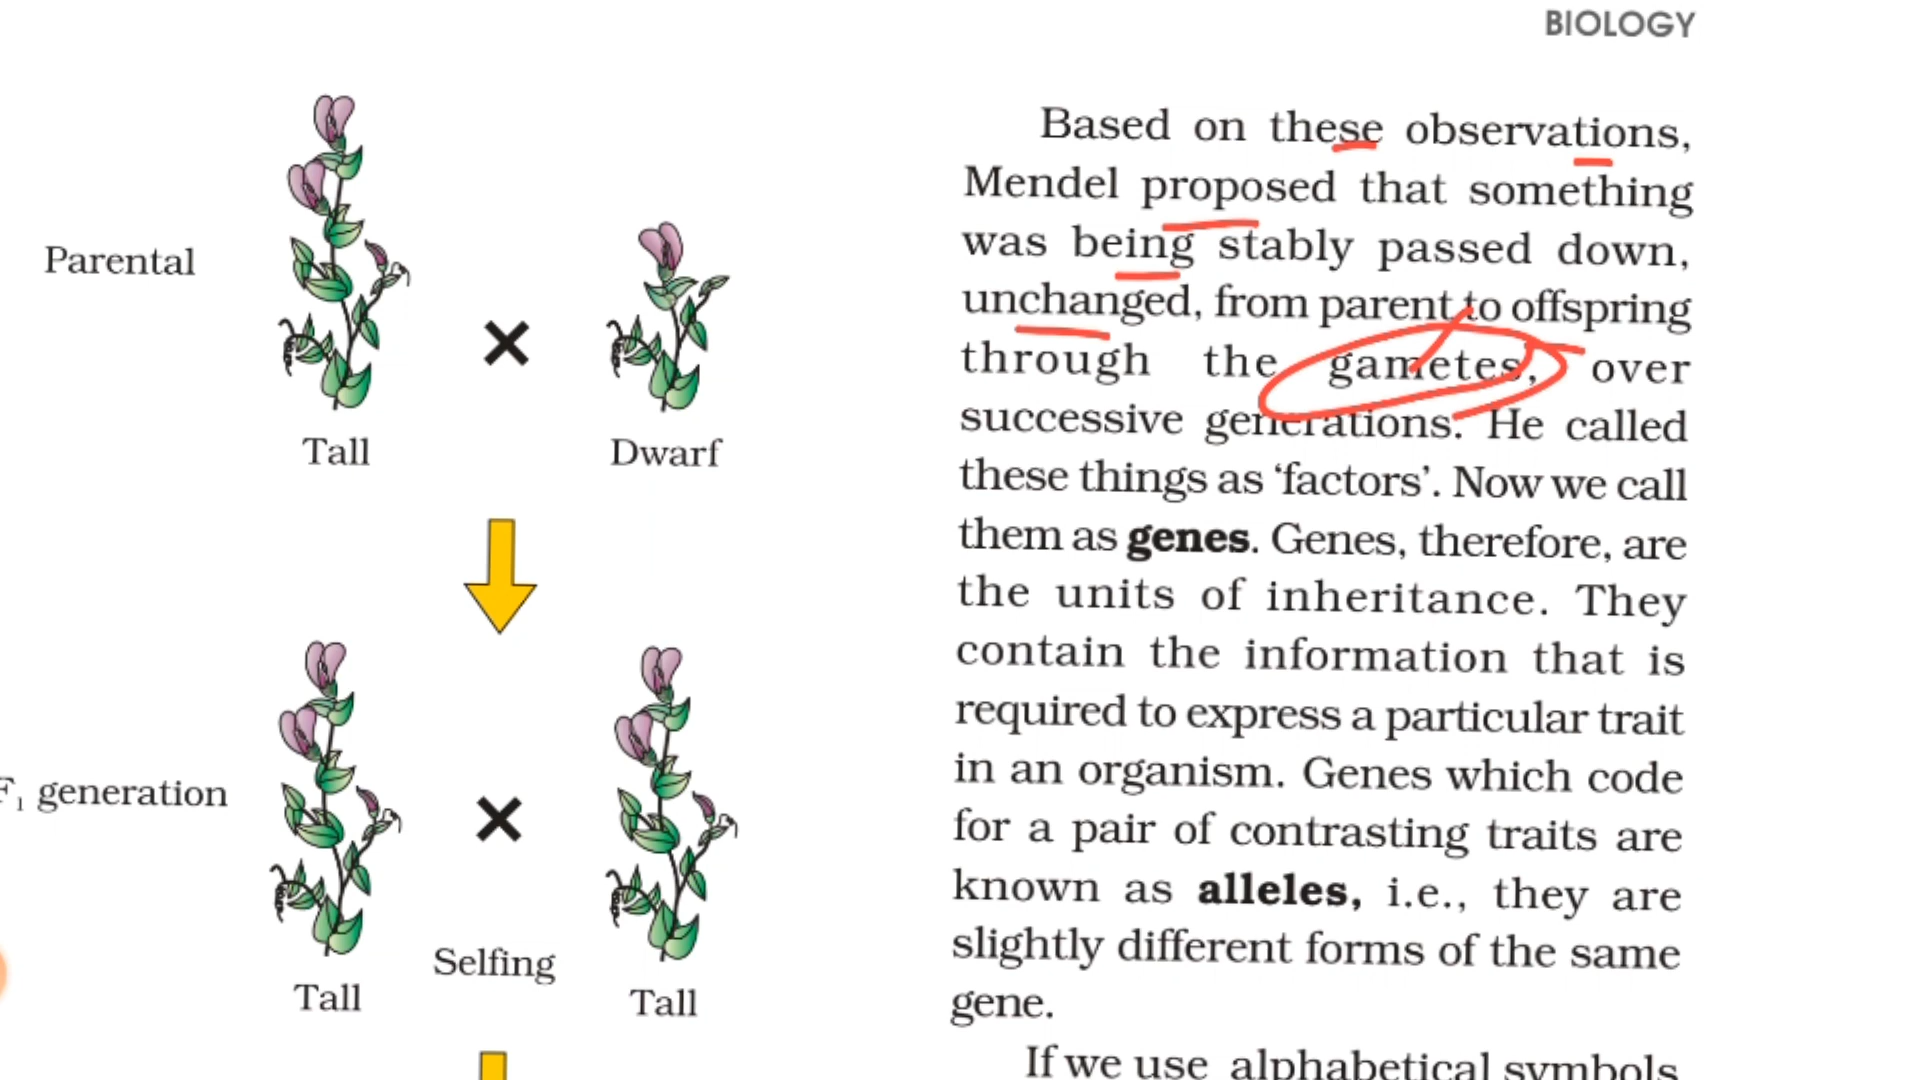 BIOLOGY
Parental
Tall
Dwarf
F1 generation
Selfing
Tall
Tall
Based on these observations,
Mendel proposed that something
was being stably passed down,
unchanged, from parent to offspring
through the gametes, over
successive generations. He called
these things as ‘factors’. Now we call
them as genes. Genes, therefore, are
the units of inheritance. They
contain the information that is
required to express a particular trait
in an organism. Genes which code
for a pair of contrasting traits are
known as alleles, i.e., they are
slightly different forms of the same
gene.
If we use alphabetical symbols